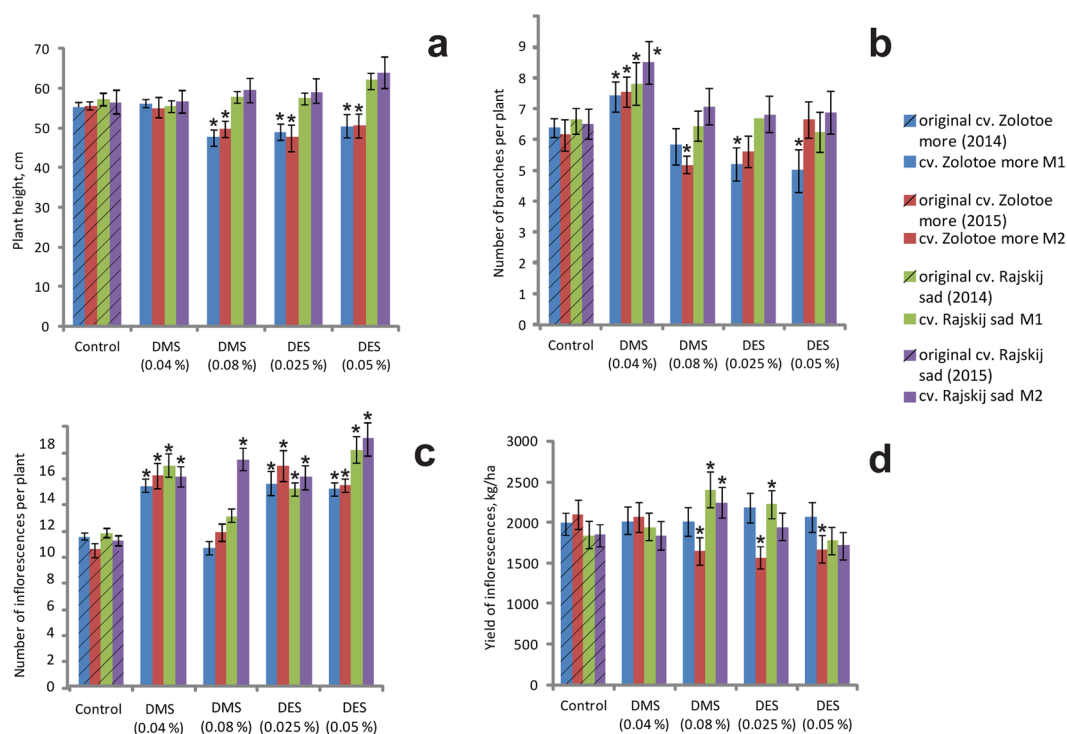 a
Plant height, cm
70
60
50
40
30
20
10
0
* * * * * *
Control
DMS
(0.04 %)
DMS
(0.08 %)
DES
(0.025 %)
DES
(0.05 %)
b
Number of branches per plant
9
8
7
6
5
4
3
2
1
0
* * * * * * *
Control
DMS
(0.04 %)
DMS
(0.08 %)
DES
(0.025 %)
DES
(0.05 %)
original cv. Zolotoe
more (2014)
cv. Zolotoe more M1
original cv. Zolotoe
more (2015)
cv. Zolotoe more M2
original cv. Rajskij
sad (2014)
cv. Rajskij sad M1
original cv. Rajskij
sad (2015)
cv. Rajskij sad M2
c
Number of inflorescences per plant
18
16
14
12
10
8
6
4
2
0
* * * * * * * * * * * * *
Control
DMS
(0.04 %)
DMS
(0.08 %)
DES
(0.025 %)
DES
(0.05 %)
d
Yield of inflorescences, kg/ha
3000
2500
2000
1500
1000
500
0
* * * * * *
Control
DMS
(0.04 %)
DMS
(0.08 %)
DES
(0.025 %)
DES
(0.05 %)